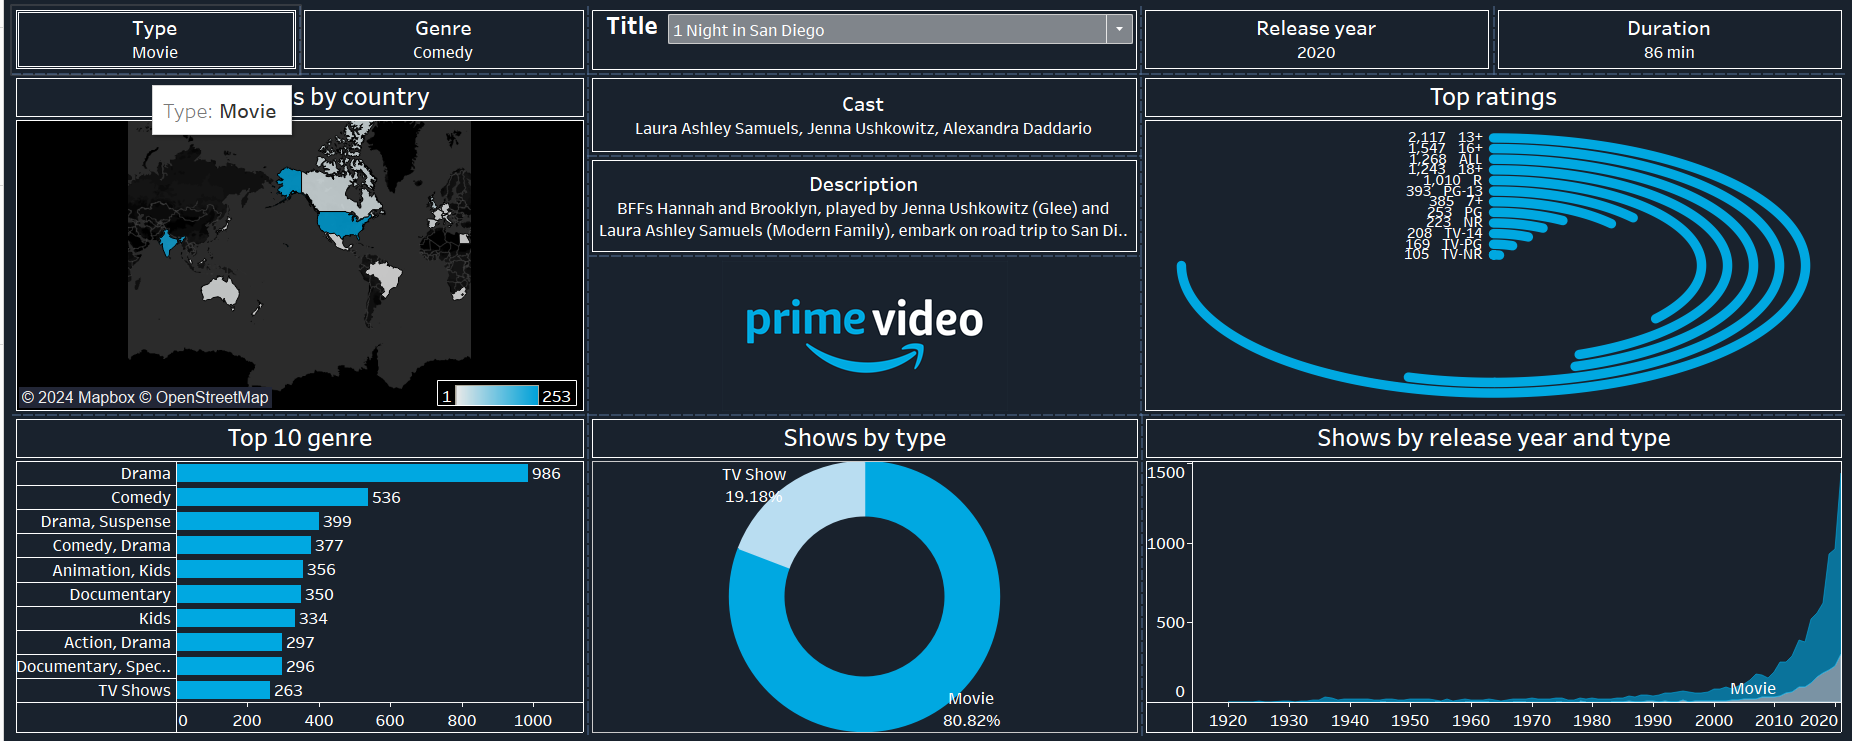 Type
Movie
Genre
Comedy
Title
1 Night in San Diego
Release year
2020
Duration
86 min
s by country
Type: Movie
© 2024 Mapbox © OpenStreetMap
1 253
Cast
Laura Ashley Samuels, Jenna Ushkowitz, Alexandra Daddario
Description
BFFs Hannah and Brooklyn, played by Jenna Ushkowitz (Glee) and
Laura Ashley Samuels (Modern Family), embark on road trip to San Di..
prime video
Top ratings
2,117 13+
1,547 16+
1,268 ALL
1,243 18+
1,010 R
393 PG-13
385 7+
253 PG
223 NR
208 TV-14
169 TV-PG
105 TV-NR
Top 10 genre
Drama 986
Comedy 536
Drama, Suspense 399
Comedy, Drama 377
Animation, Kids 356
Documentary 350
Kids 334
Action, Drama 297
Documentary, Spec.. 296
TV Shows 263
0 200 400 600 800 1000
Shows by type
TV Show
19.18%
Movie
80.82%
Shows by release year and type
1500
1000
500
0
Movie
1920 1930 1940 1950 1960 1970 1980 1990 2000 2010 2020